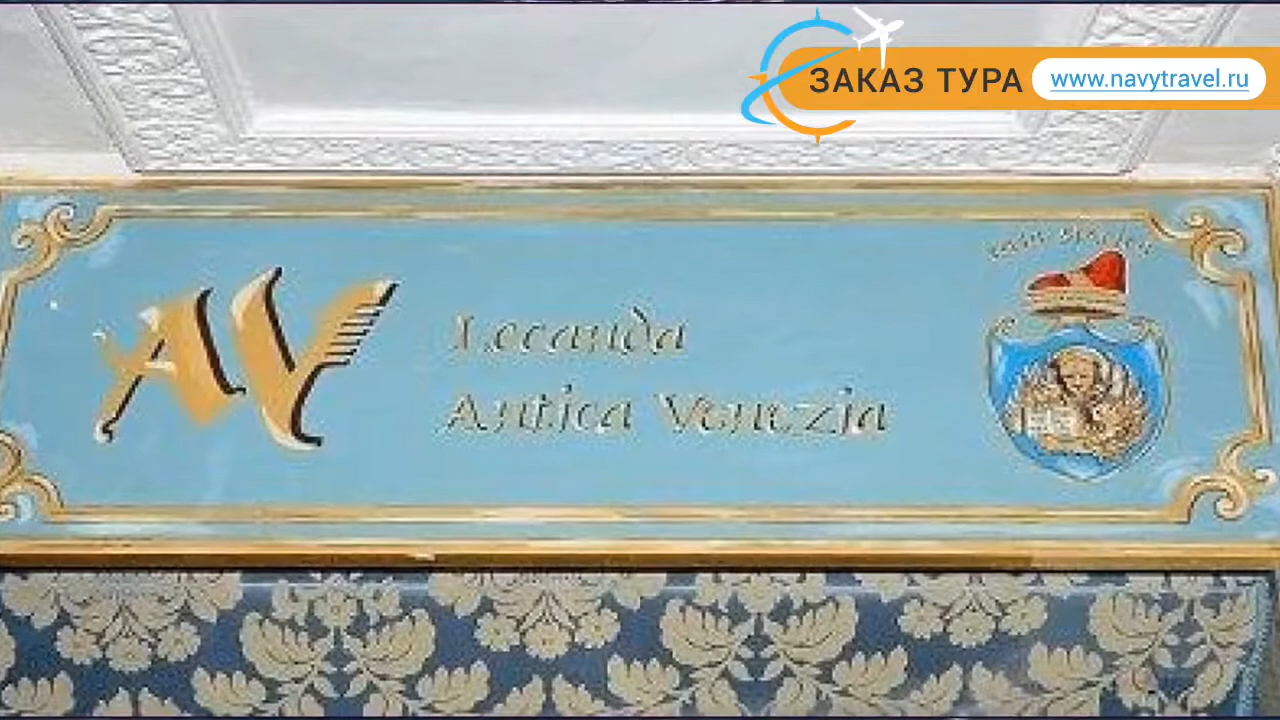 ЗАКАЗ ТУРА www.navytravel.ru
AV
Locanda
Antica Venezia